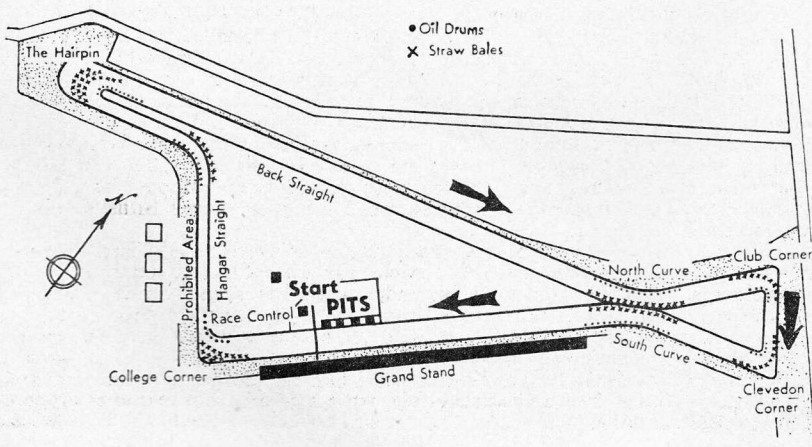 Oil Drums
x Straw Bales
The Hairpin
Back Straight
N
Prohibited Area
Hangar Straight
Club Corner
North Curve
Start
PITS
Race Control
South Curve
College Corner
Grand Stand
Clevedon
Corner